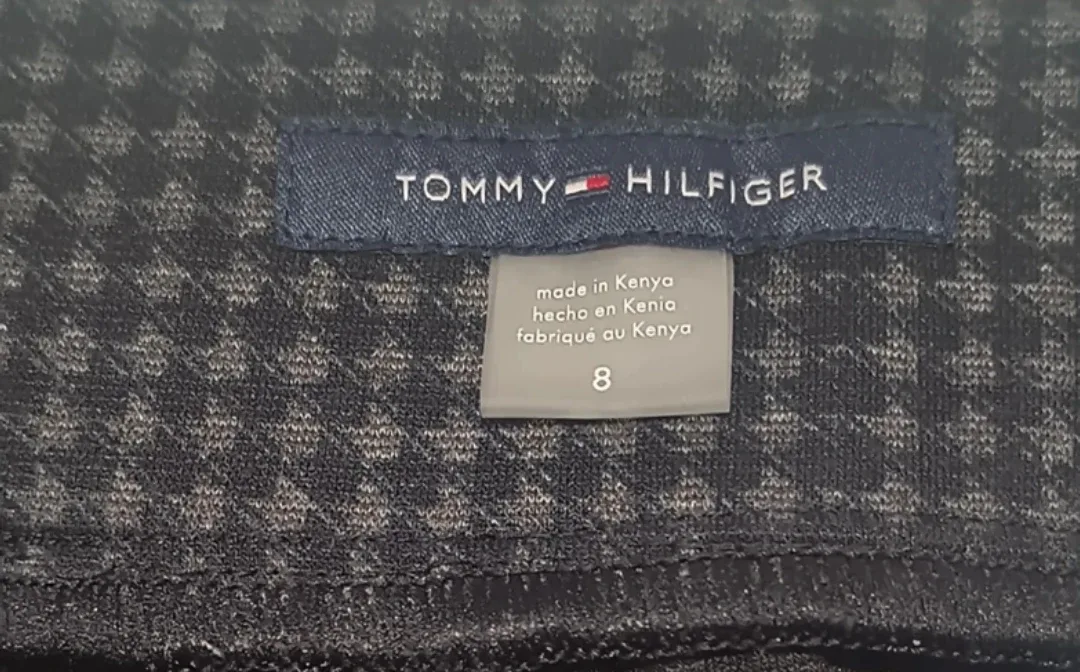 TOMMY HILFIGER
made in Kenya
hecho en Kenia
fabriqué au Kenya
8